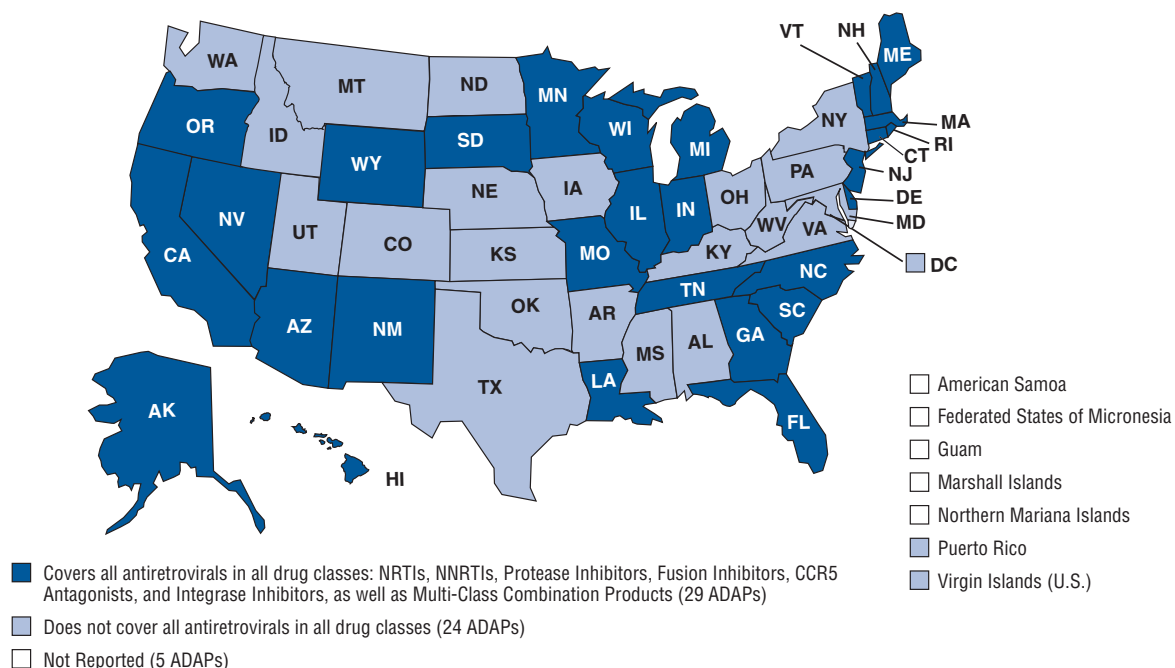 VT
NH
ME
WA
MT
ND
MN
OR
ID
SD
WI
MI
NY
MA
RI
CT
WY
NJ
PA
IA
NE
OH
DE
NV
IL
IN
MD
UT
CO
WV
VA
CA
KS
MO
KY
DC
NC
TN
OK
AR
SC
AZ
NM
MS
AL
GA
TX
LA
AK
FL
HI
American Samoa
Federated States of Micronesia
Guam
Marshall Islands
Northern Mariana Islands
Puerto Rico
Virgin Islands (U.S.)
Covers all antiretrovirals in all drug classes: NRTIs, NNRTIs, Protease Inhibitors, Fusion Inhibitors, CCR5
Antagonists, and Integrase Inhibitors, as well as Multi-Class Combination Products (29 ADAPs)
Does not cover all antiretrovirals in all drug classes (24 ADAPs)
Not Reported (5 ADAPs)